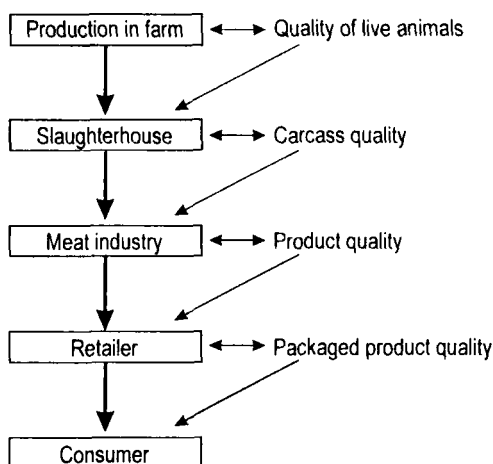 Production in farm
Quality of live animals
Slaughterhouse
Carcass quality
Meat industry
Product quality
Retailer
Packaged product quality
Consumer